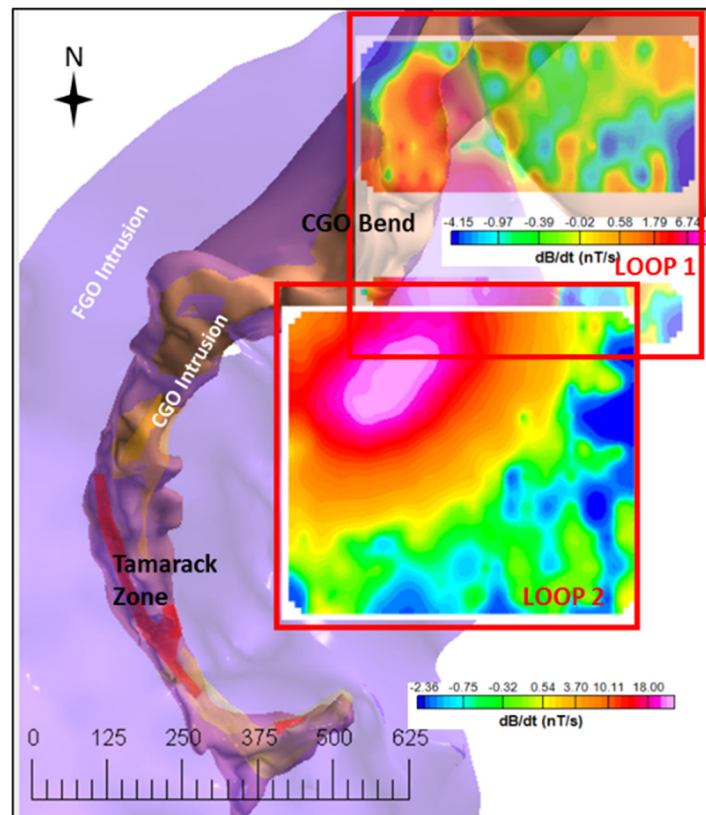 N
FGO Intrusion
CGO Bend
-4.15 -0.97 -0.39 -0.02 0.58 1.79 6.74
dB/dt (nT/s)
LOOP 1
CGO Intrusion
Tamarack
Zone
LOOP 2
-2.36 -0.75 -0.32 0.54 3.70 10.11 18.00
dB/dt (nT/s)
0 125 250 375 500 625